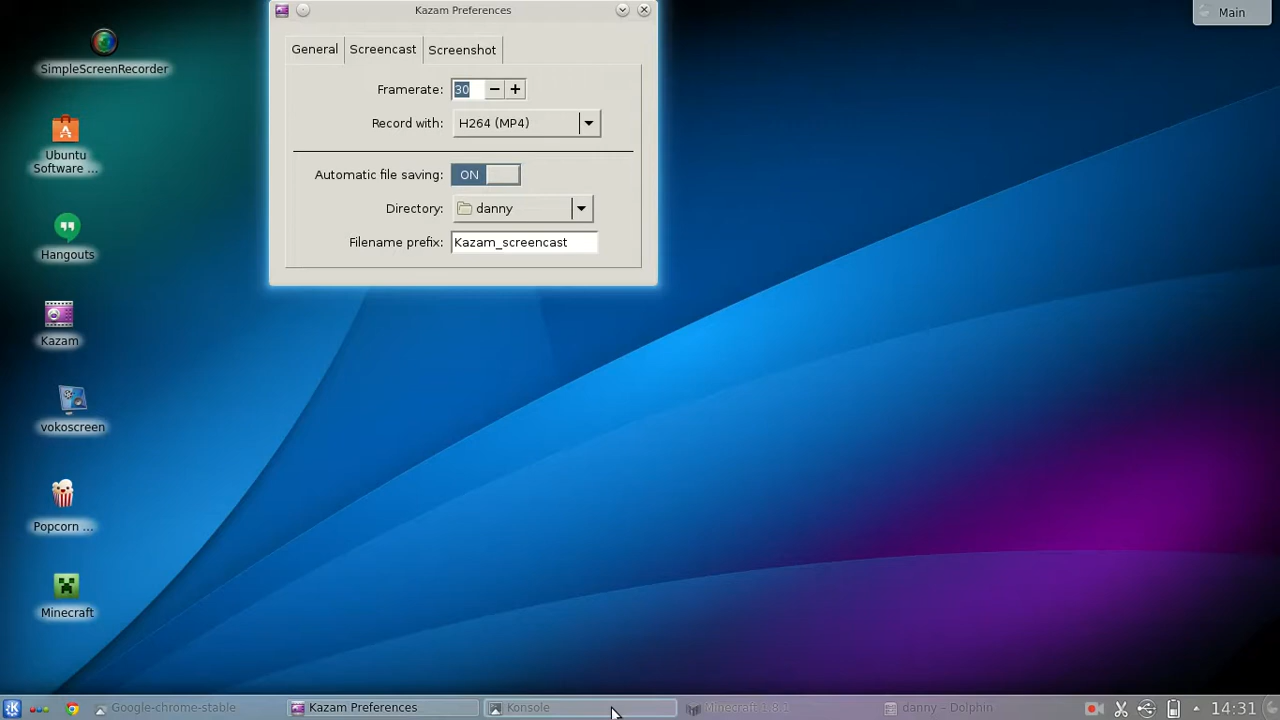 Kazam Preferences
Main
General Screencast Screenshot
Framerate: 30 − +
Record with: H264 (MP4)
Automatic file saving: ON
Directory: danny
Filename prefix: Kazam_screencast
SimpleScreenRecorder
Ubuntu
Software ...
Hangouts
Kazam
vokoscreen
Popcorn ...
Minecraft
Google-chrome-stable
Kazam Preferences
Konsole
Minecraft 1.8.1
danny – Dolphin
14:31